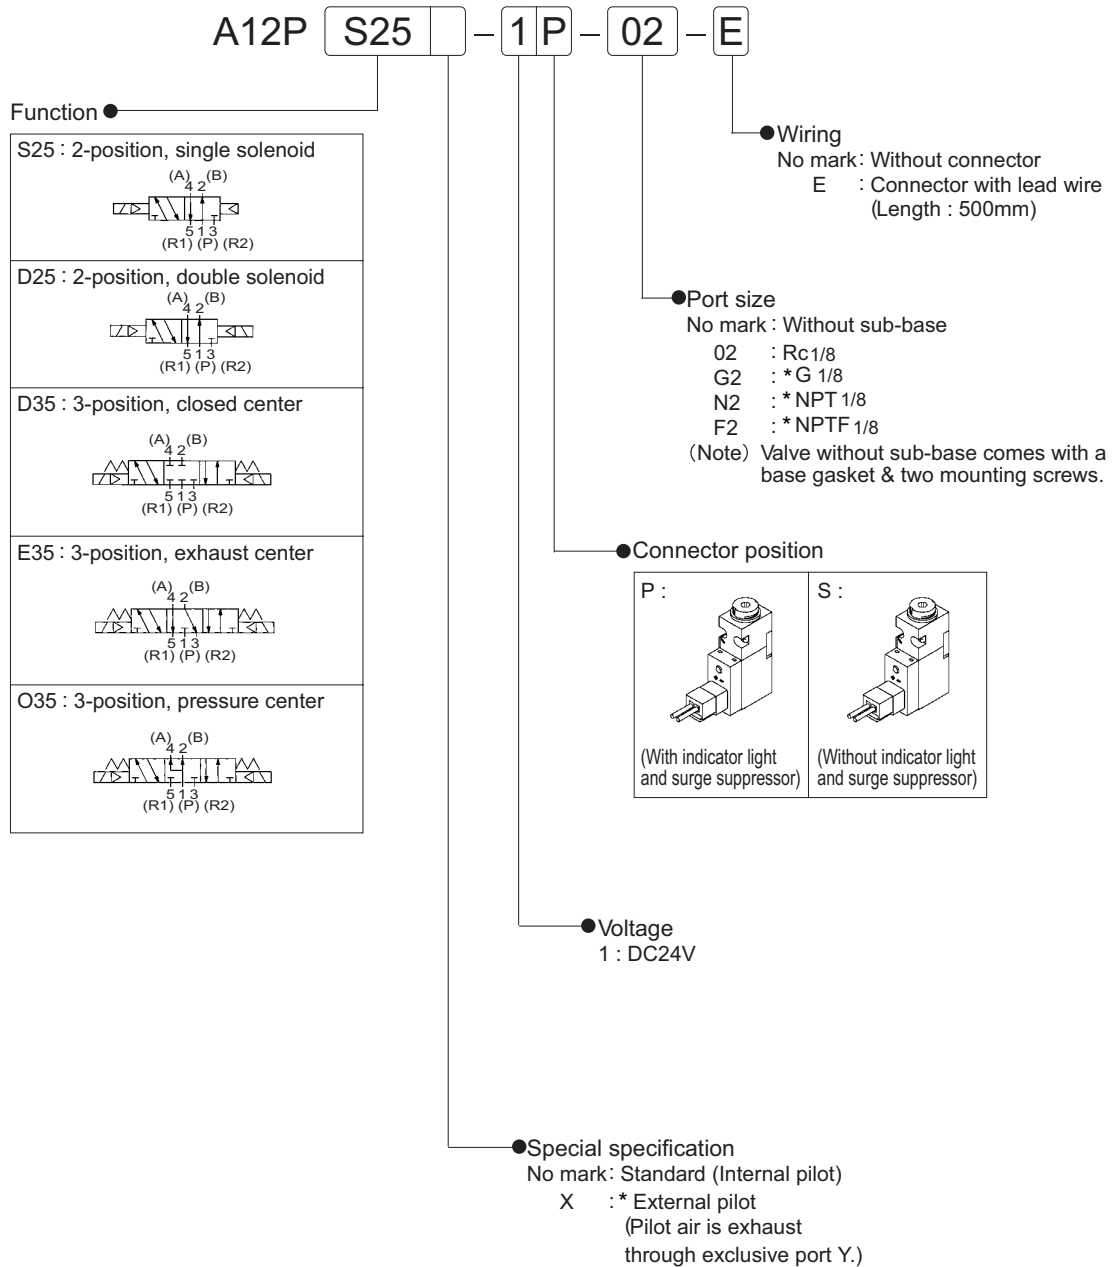 A12P S25 – 1 P – 02 – E
Function
S25 : 2-position, single solenoid
(A) (B)
4 2
5 1 3
(R1) (P) (R2)
D25 : 2-position, double solenoid
(A) (B)
4 2
5 1 3
(R1) (P) (R2)
D35 : 3-position, closed center
(A) (B)
4 2
5 1 3
(R1) (P) (R2)
E35 : 3-position, exhaust center
(A) (B)
4 2
5 1 3
(R1) (P) (R2)
O35 : 3-position, pressure center
(A) (B)
4 2
5 1 3
(R1) (P) (R2)
Wiring
No mark : Without connector
E : Connector with lead wire
(Length : 500mm)
Port size
No mark : Without sub-base
02 : Rc1/8
G2 : *G 1/8
N2 : *NPT 1/8
F2 : *NPTF 1/8
(Note) Valve without sub-base comes with a
base gasket & two mounting screws.
Connector position
P :
(With indicator light
and surge suppressor)
S :
(Without indicator light
and surge suppressor)
Voltage
1 : DC24V
Special specification
No mark : Standard (Internal pilot)
X : * External pilot
(Pilot air is exhaust
through exclusive port Y.)